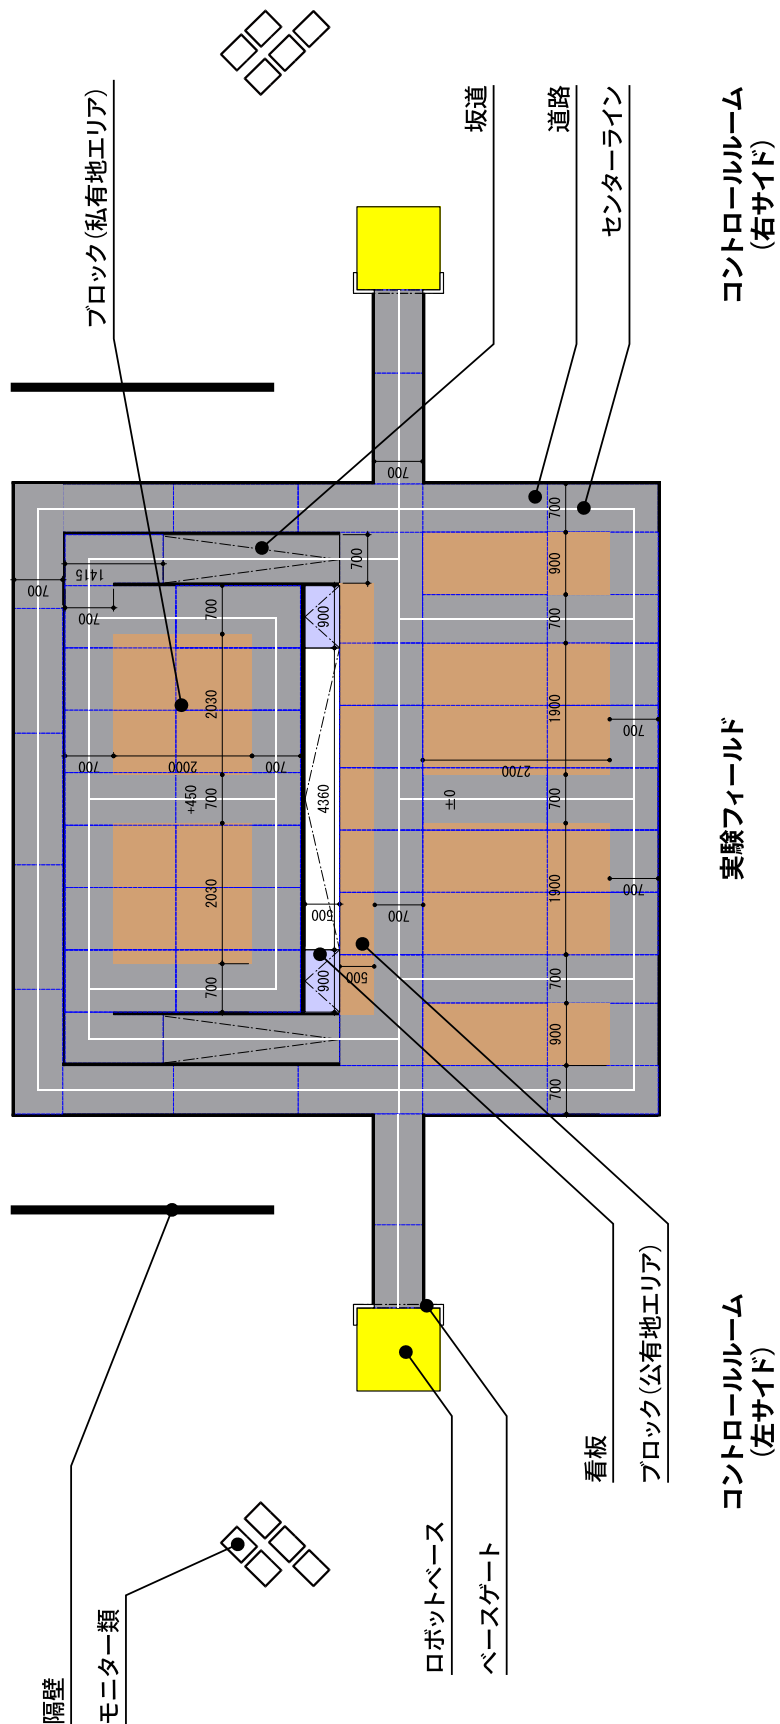 隔壁
モニター類
ブロック(私有地エリア)
700
1415
700
700
2000
+450
700
2030
700
2030
700
700
900
4360
900
500
500
700
700
700
±0
2700
700
900
700
1900
700
1900
700
900
700
700
700
坂道
道路
センターライン
ロボットベース
ベースゲート
看板
ブロック(公有地エリア)
コントロールルーム
(左サイド)
実験フィールド
コントロールルーム
(右サイド)